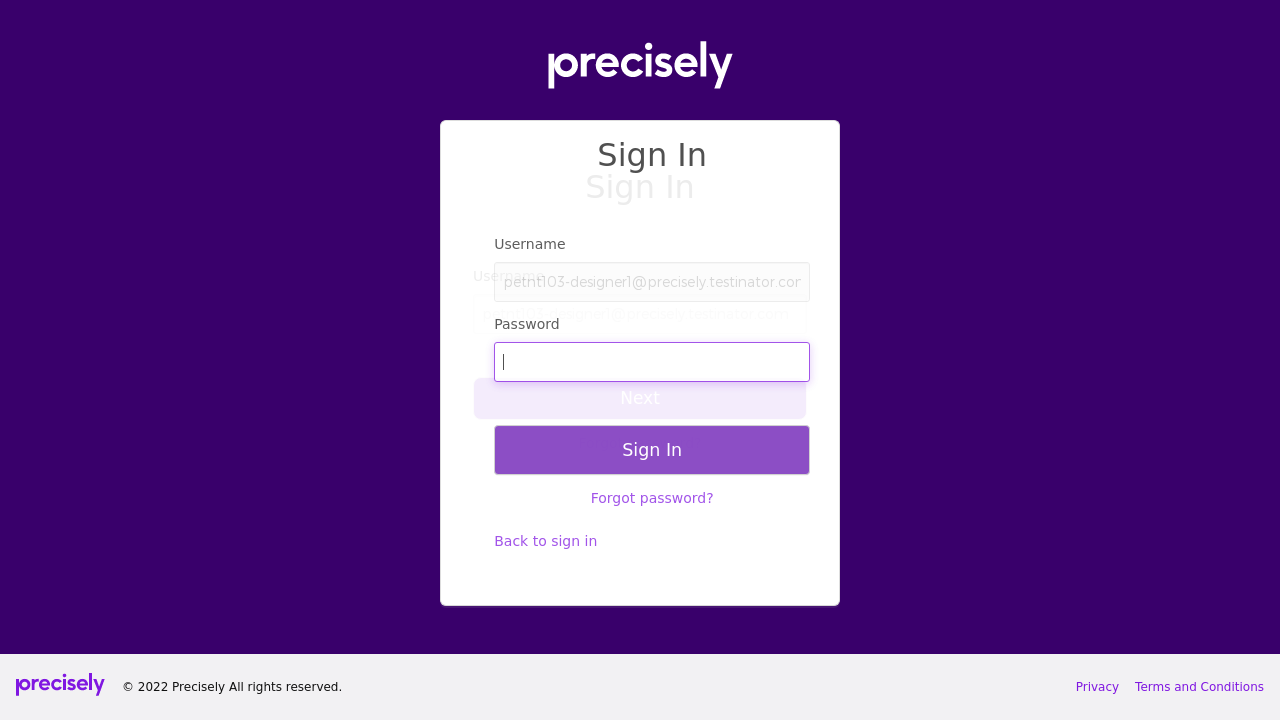 precisely
Sign In
Sign In
Username
Username
petnt103-designer1@precisely.testinator.com
Password
Next
Sign In
Forgot password?
Back to sign in
precisely
© 2022 Precisely All rights reserved.
Privacy
Terms and Conditions